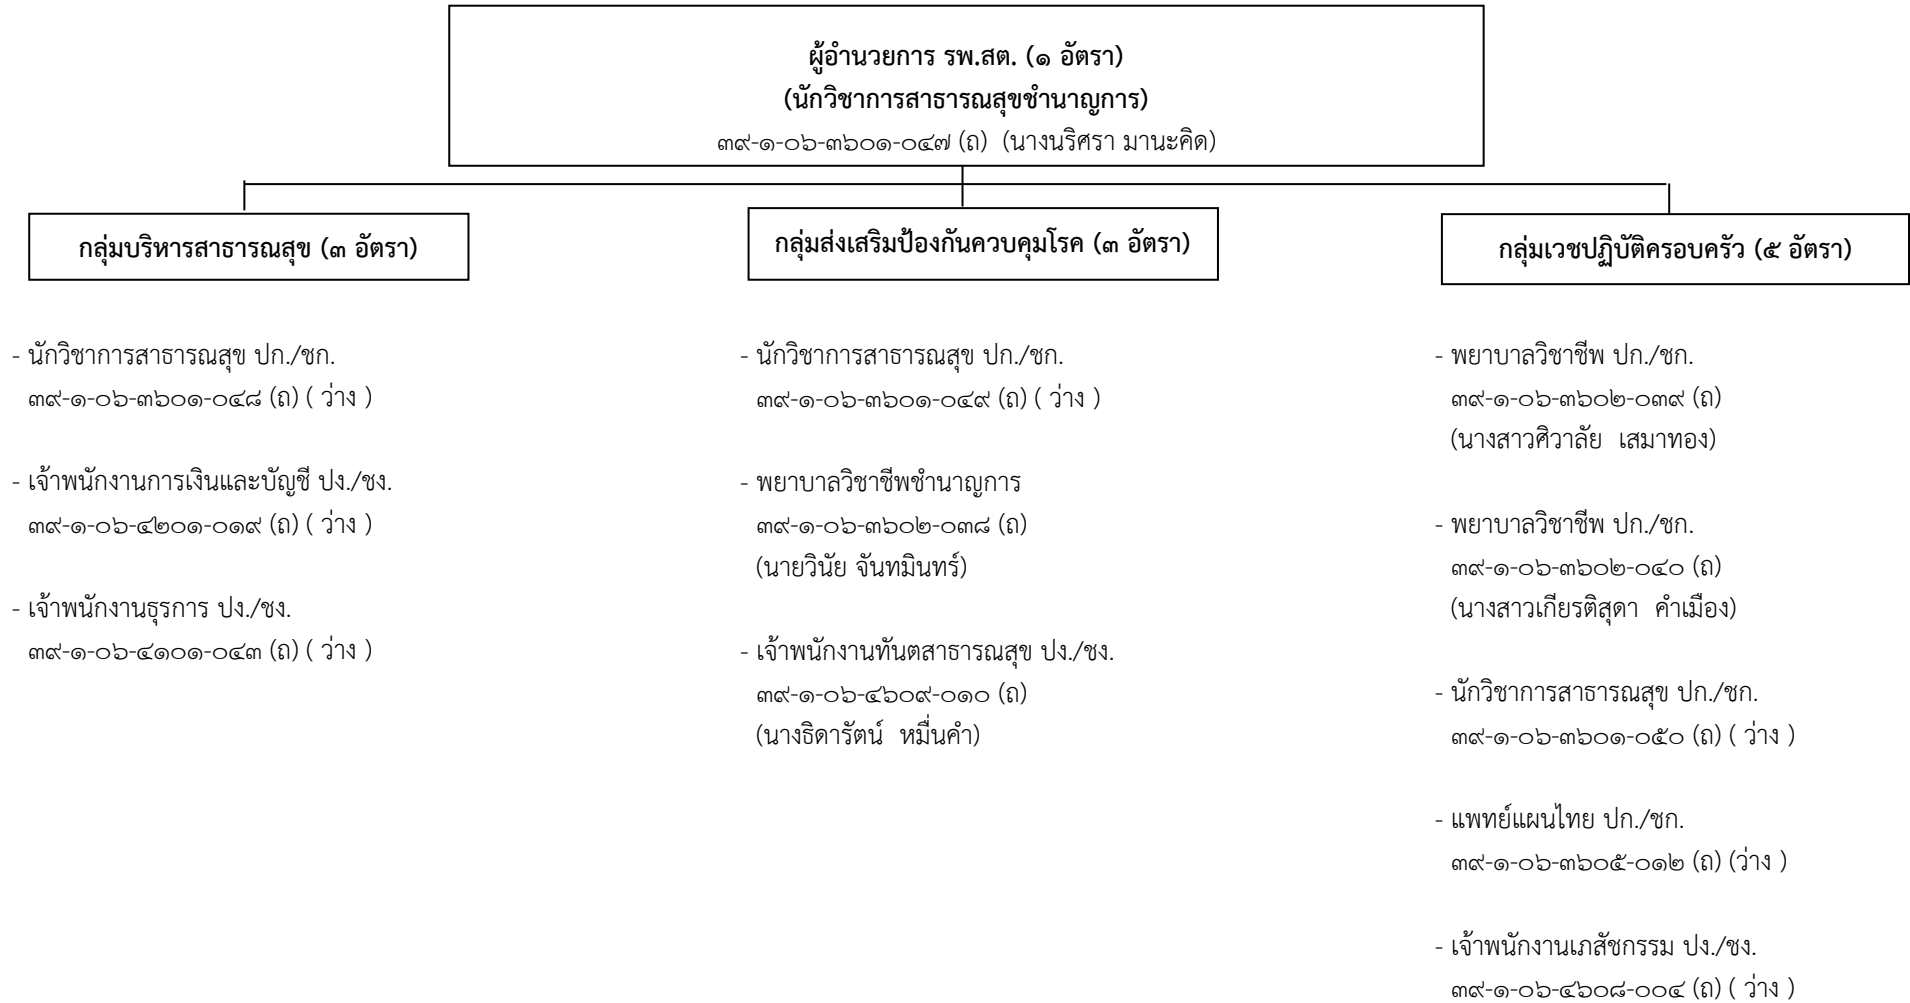 ผู้อำนวยการ รพ.สต. (๑ อัตรา)
(นักวิชาการสาธารณสุขชำนาญการ)
๓๙-๑-๐๖-๓๖๐๑-๐๔๗ (ถ) (นางนริศรา มานะคิด)
กลุ่มบริหารสาธารณสุข (๓ อัตรา)
- นักวิชาการสาธารณสุข ปก./ชก.
๓๙-๑-๐๖-๓๖๐๑-๐๔๘ (ถ) ( ว่าง )
- เจ้าพนักงานการเงินและบัญชี ปง./ชง.
๓๙-๑-๐๖-๔๒๐๑-๐๑๙ (ถ) ( ว่าง )
- เจ้าพนักงานธุรการ ปง./ชง.
๓๙-๑-๐๖-๔๑๐๑-๐๔๓ (ถ) ( ว่าง )
กลุ่มส่งเสริมป้องกันควบคุมโรค (๓ อัตรา)
- นักวิชาการสาธารณสุข ปก./ชก.
๓๙-๑-๐๖-๓๖๐๑-๐๔๙ (ถ) ( ว่าง )
- พยาบาลวิชาชีพชำนาญการ
๓๙-๑-๐๖-๓๖๐๒-๐๓๘ (ถ)
(นายวินัย จันทมินทร์)
- เจ้าพนักงานทันตสาธารณสุข ปง./ชง.
๓๙-๑-๐๖-๔๖๐๙-๐๑๐ (ถ)
(นางธิดารัตน์ หมื่นคำ)
กลุ่มเวชปฏิบัติครอบครัว (๕ อัตรา)
- พยาบาลวิชาชีพ ปก./ชก.
๓๙-๑-๐๖-๓๖๐๒-๐๓๙ (ถ)
(นางสาวศิวาลัย เสมาทอง)
- พยาบาลวิชาชีพ ปก./ชก.
๓๙-๑-๐๖-๓๖๐๒-๐๔๐ (ถ)
(นางสาวเกียรติสุดา คำเมือง)
- นักวิชาการสาธารณสุข ปก./ชก.
๓๙-๑-๐๖-๓๖๐๑-๐๕๐ (ถ) ( ว่าง )
- แพทย์แผนไทย ปก./ชก.
๓๙-๑-๐๖-๓๖๐๕-๐๑๒ (ถ) (ว่าง )
- เจ้าพนักงานเภสัชกรรม ปง./ชง.
๓๙-๑-๐๖-๔๖๐๘-๐๐๔ (ถ) ( ว่าง )